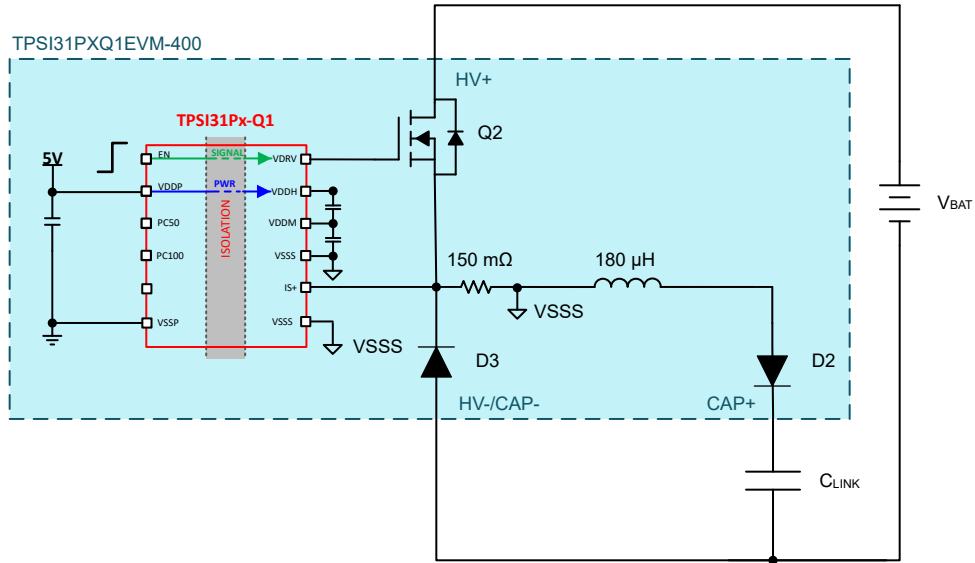 TPSI31PXQ1EVM-400
HV+
TPSI31Px-Q1
Q2
5V
EN
SIGNAL
VDRV
VDDP
PWR
VDDH
VBAT
PC50
VDDM
ISOLATION
PC100
VSSS
150 mΩ
180 µH
IS+
VSSS
VSSP
VSSS
VSSS
D3
D2
HV-/CAP-
CAP+
CLINK